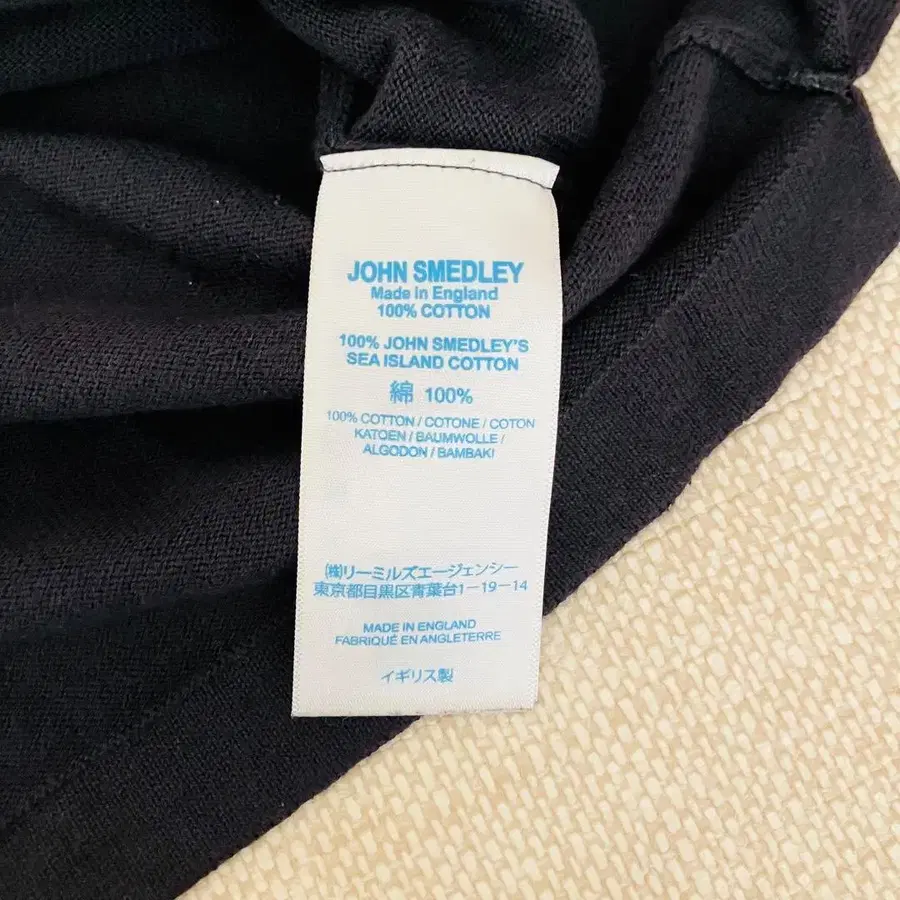 JOHN SMEDLEY
Made in England
100% COTTON
100% JOHN SMEDLEY'S
SEA ISLAND COTTON
綿 100%
100% COTTON / COTONE / COTON
KATOEN / BAUMWOLLE /
ALGODON / BAMBAKI
(株)リーミルズエージェンシー
東京都目黒区青葉台1-19-14
MADE IN ENGLAND
FABRIQUÉ EN ANGLETERRE
イギリス製